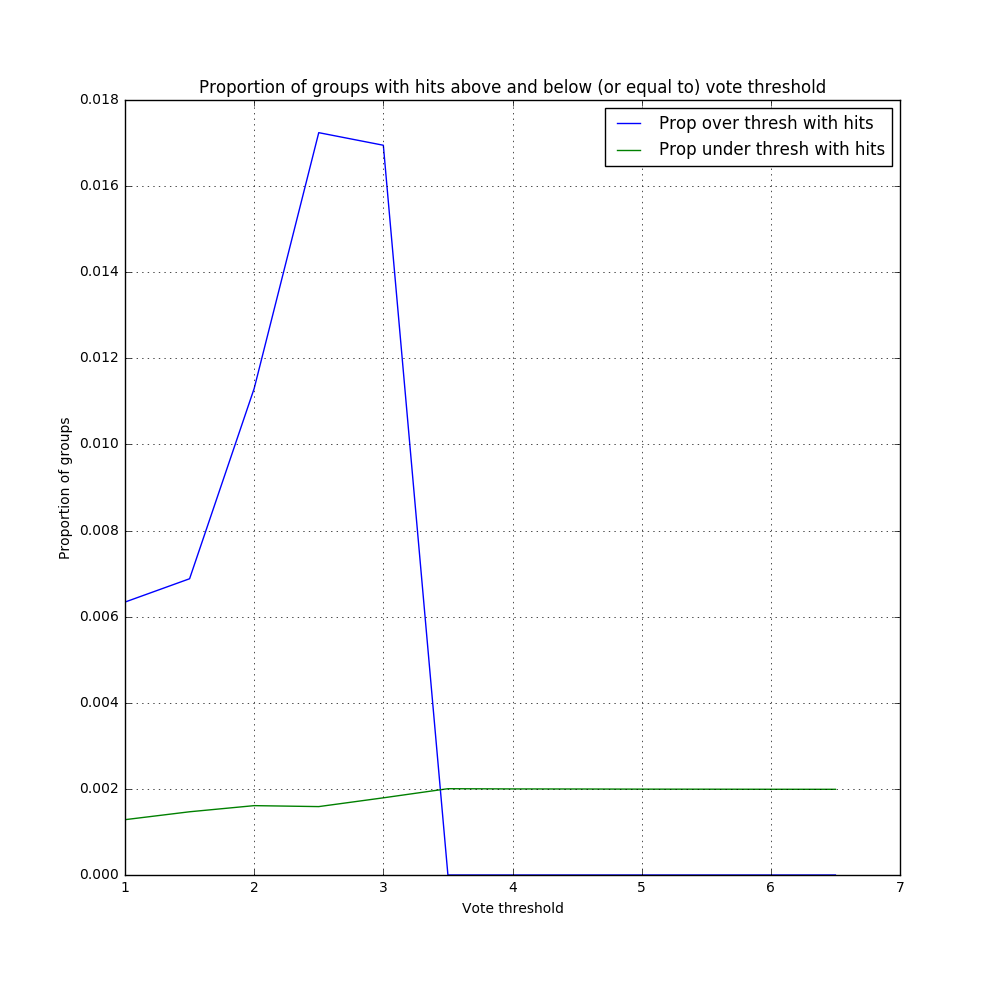 Proportion of groups with hits above and below (or equal to) vote threshold
Prop over thresh with hits
Prop under thresh with hits
0.018
0.016
0.014
0.012
0.010
0.008
0.006
0.004
0.002
0.000
Proportion of groups
1 2 3 4 5 6 7
Vote threshold